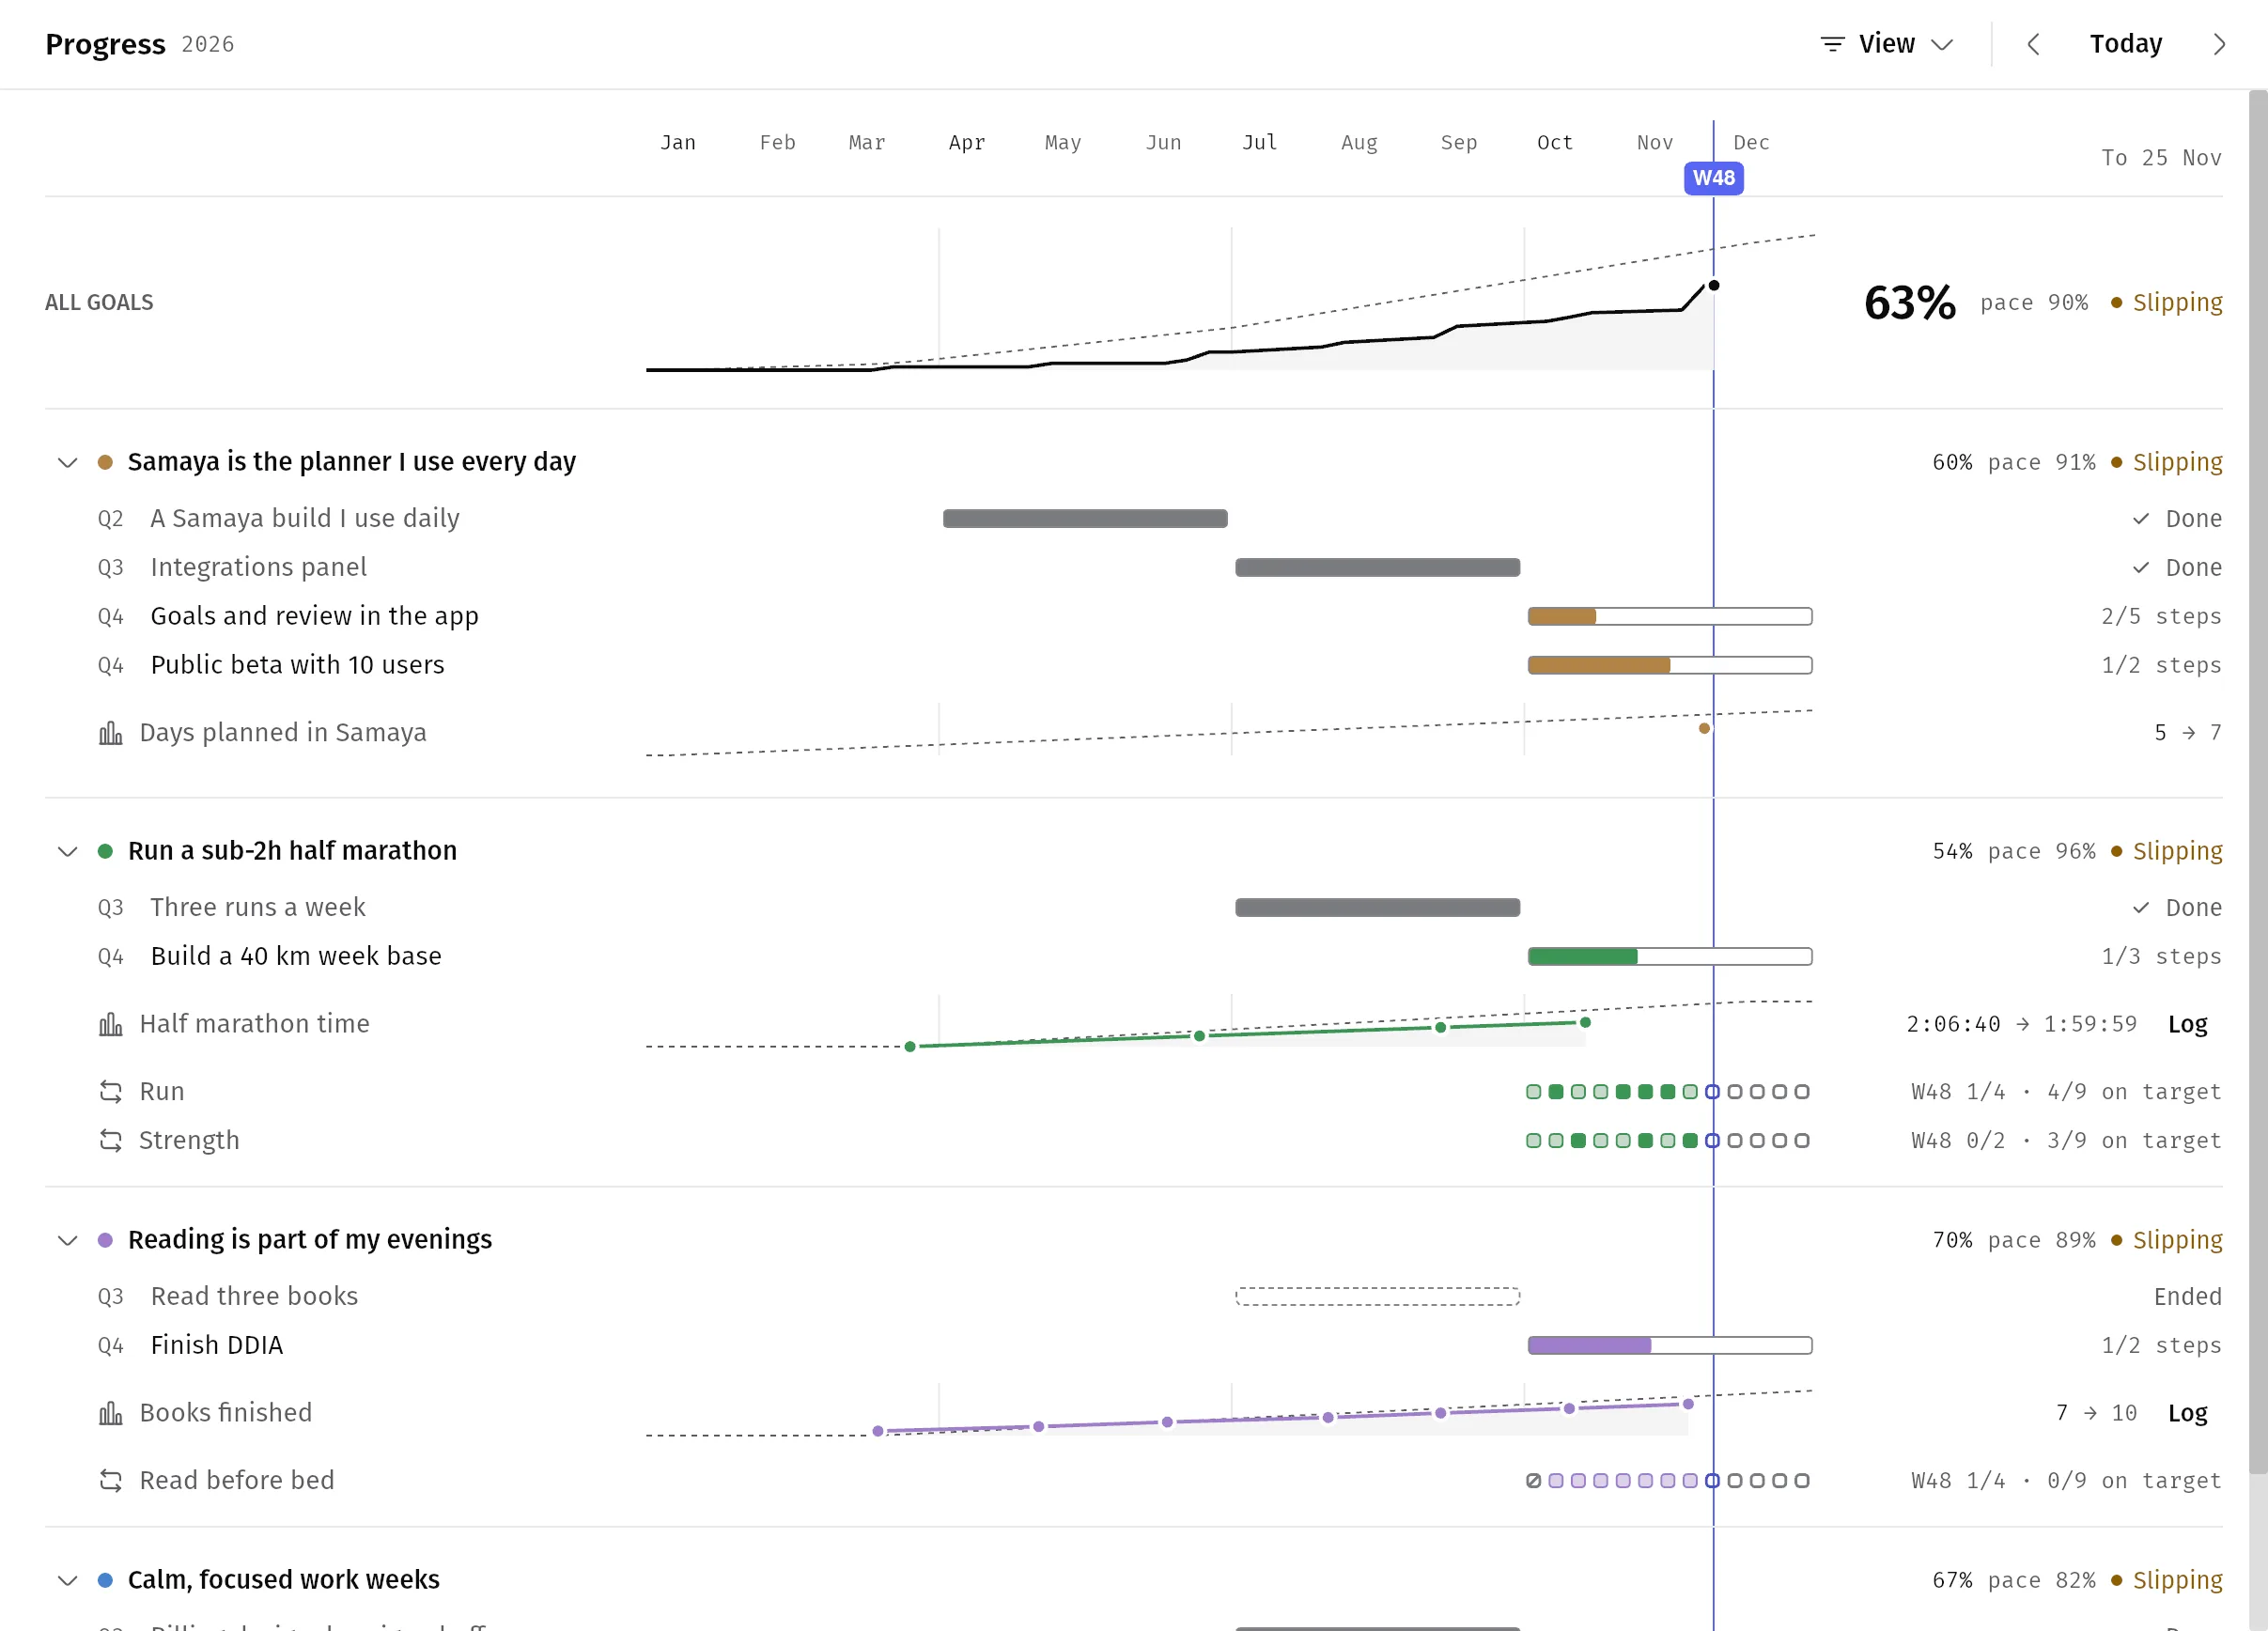 Progress 2026 View Today
Jan Feb Mar Apr May Jun Jul Aug Sep Oct Nov Dec
To 25 Nov
W48
ALL GOALS 63% pace 90% Slipping
Samaya is the planner I use every day 60% pace 91% Slipping
Q2 A Samaya build I use daily Done
Q3 Integrations panel Done
Q4 Goals and review in the app 2/5 steps
Q4 Public beta with 10 users 1/2 steps
Days planned in Samaya 5 → 7
Run a sub-2h half marathon 54% pace 96% Slipping
Q3 Three runs a week Done
Q4 Build a 40 km week base 1/3 steps
Half marathon time 2:06:40 → 1:59:59 Log
Run W48 1/4 · 4/9 on target
Strength W48 0/2 · 3/9 on target
Reading is part of my evenings 70% pace 89% Slipping
Q3 Read three books Ended
Q4 Finish DDIA 1/2 steps
Books finished 7 → 10 Log
Read before bed W48 1/4 · 0/9 on target
Calm, focused work weeks 67% pace 82% Slipping